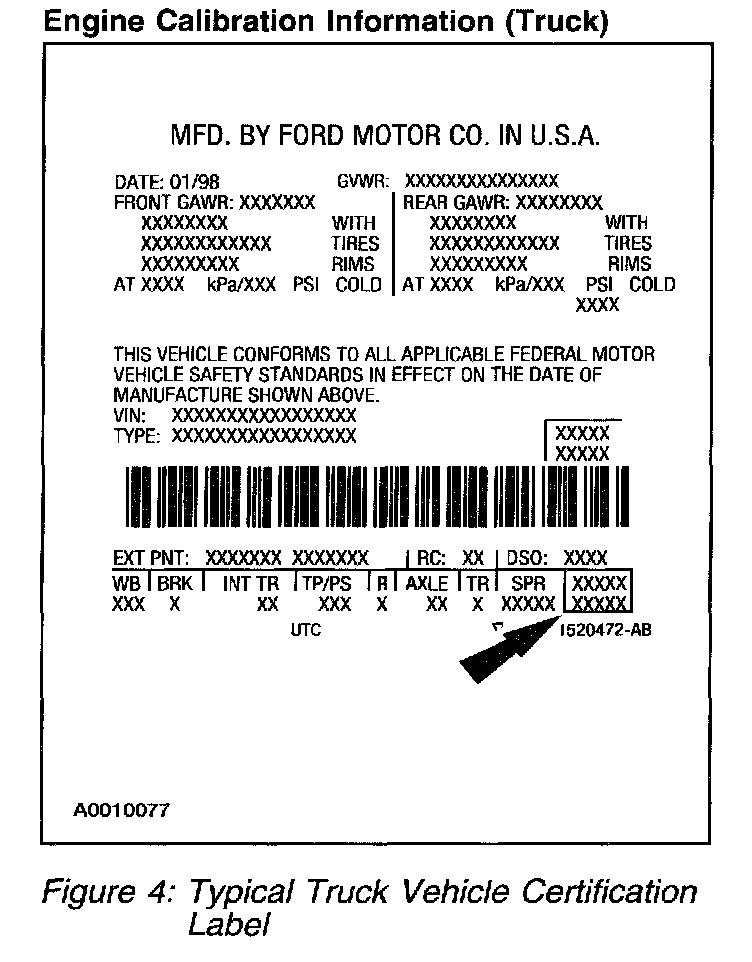 Engine Calibration Information (Truck)
MFD. BY FORD MOTOR CO. IN U.S.A.
DATE: 01/98 GVWR: XXXXXXXXXXXXXXX
FRONT GAWR: XXXXXXX REAR GAWR: XXXXXXXX
XXXXXXXX WITH XXXXXXXX WITH
XXXXXXXXXXXX TIRES XXXXXXXXXXXX TIRES
XXXXXXXXX RIMS XXXXXXXXX RIMS
AT XXXX kPa/XXX PSI COLD AT XXXX kPa/XXX PSI COLD
XXXX
THIS VEHICLE CONFORMS TO ALL APPLICABLE FEDERAL MOTOR
VEHICLE SAFETY STANDARDS IN EFFECT ON THE DATE OF
MANUFACTURE SHOWN ABOVE.
VIN: XXXXXXXXXXXXXXXXX
TYPE: XXXXXXXXXXXXXXXXX XXXXX
XXXXX
EXT PNT: XXXXXXX XXXXXXX RC: XX DSO: XXXX
WB BRK INT TR TP/PS R AXLE TR SPR XXXXX
XXX X XX XXX X XX X XXXXX XXXXX
UTC 1520472-AB
A0010077
Figure 4: Typical Truck Vehicle Certification
Label